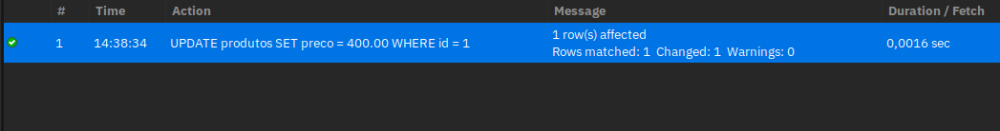 # Time Action Message Duration / Fetch
1 14:38:34 UPDATE produtos SET preco = 400.00 WHERE id = 1 1 row(s) affected 0,0016 sec
Rows matched: 1 Changed: 1 Warnings: 0